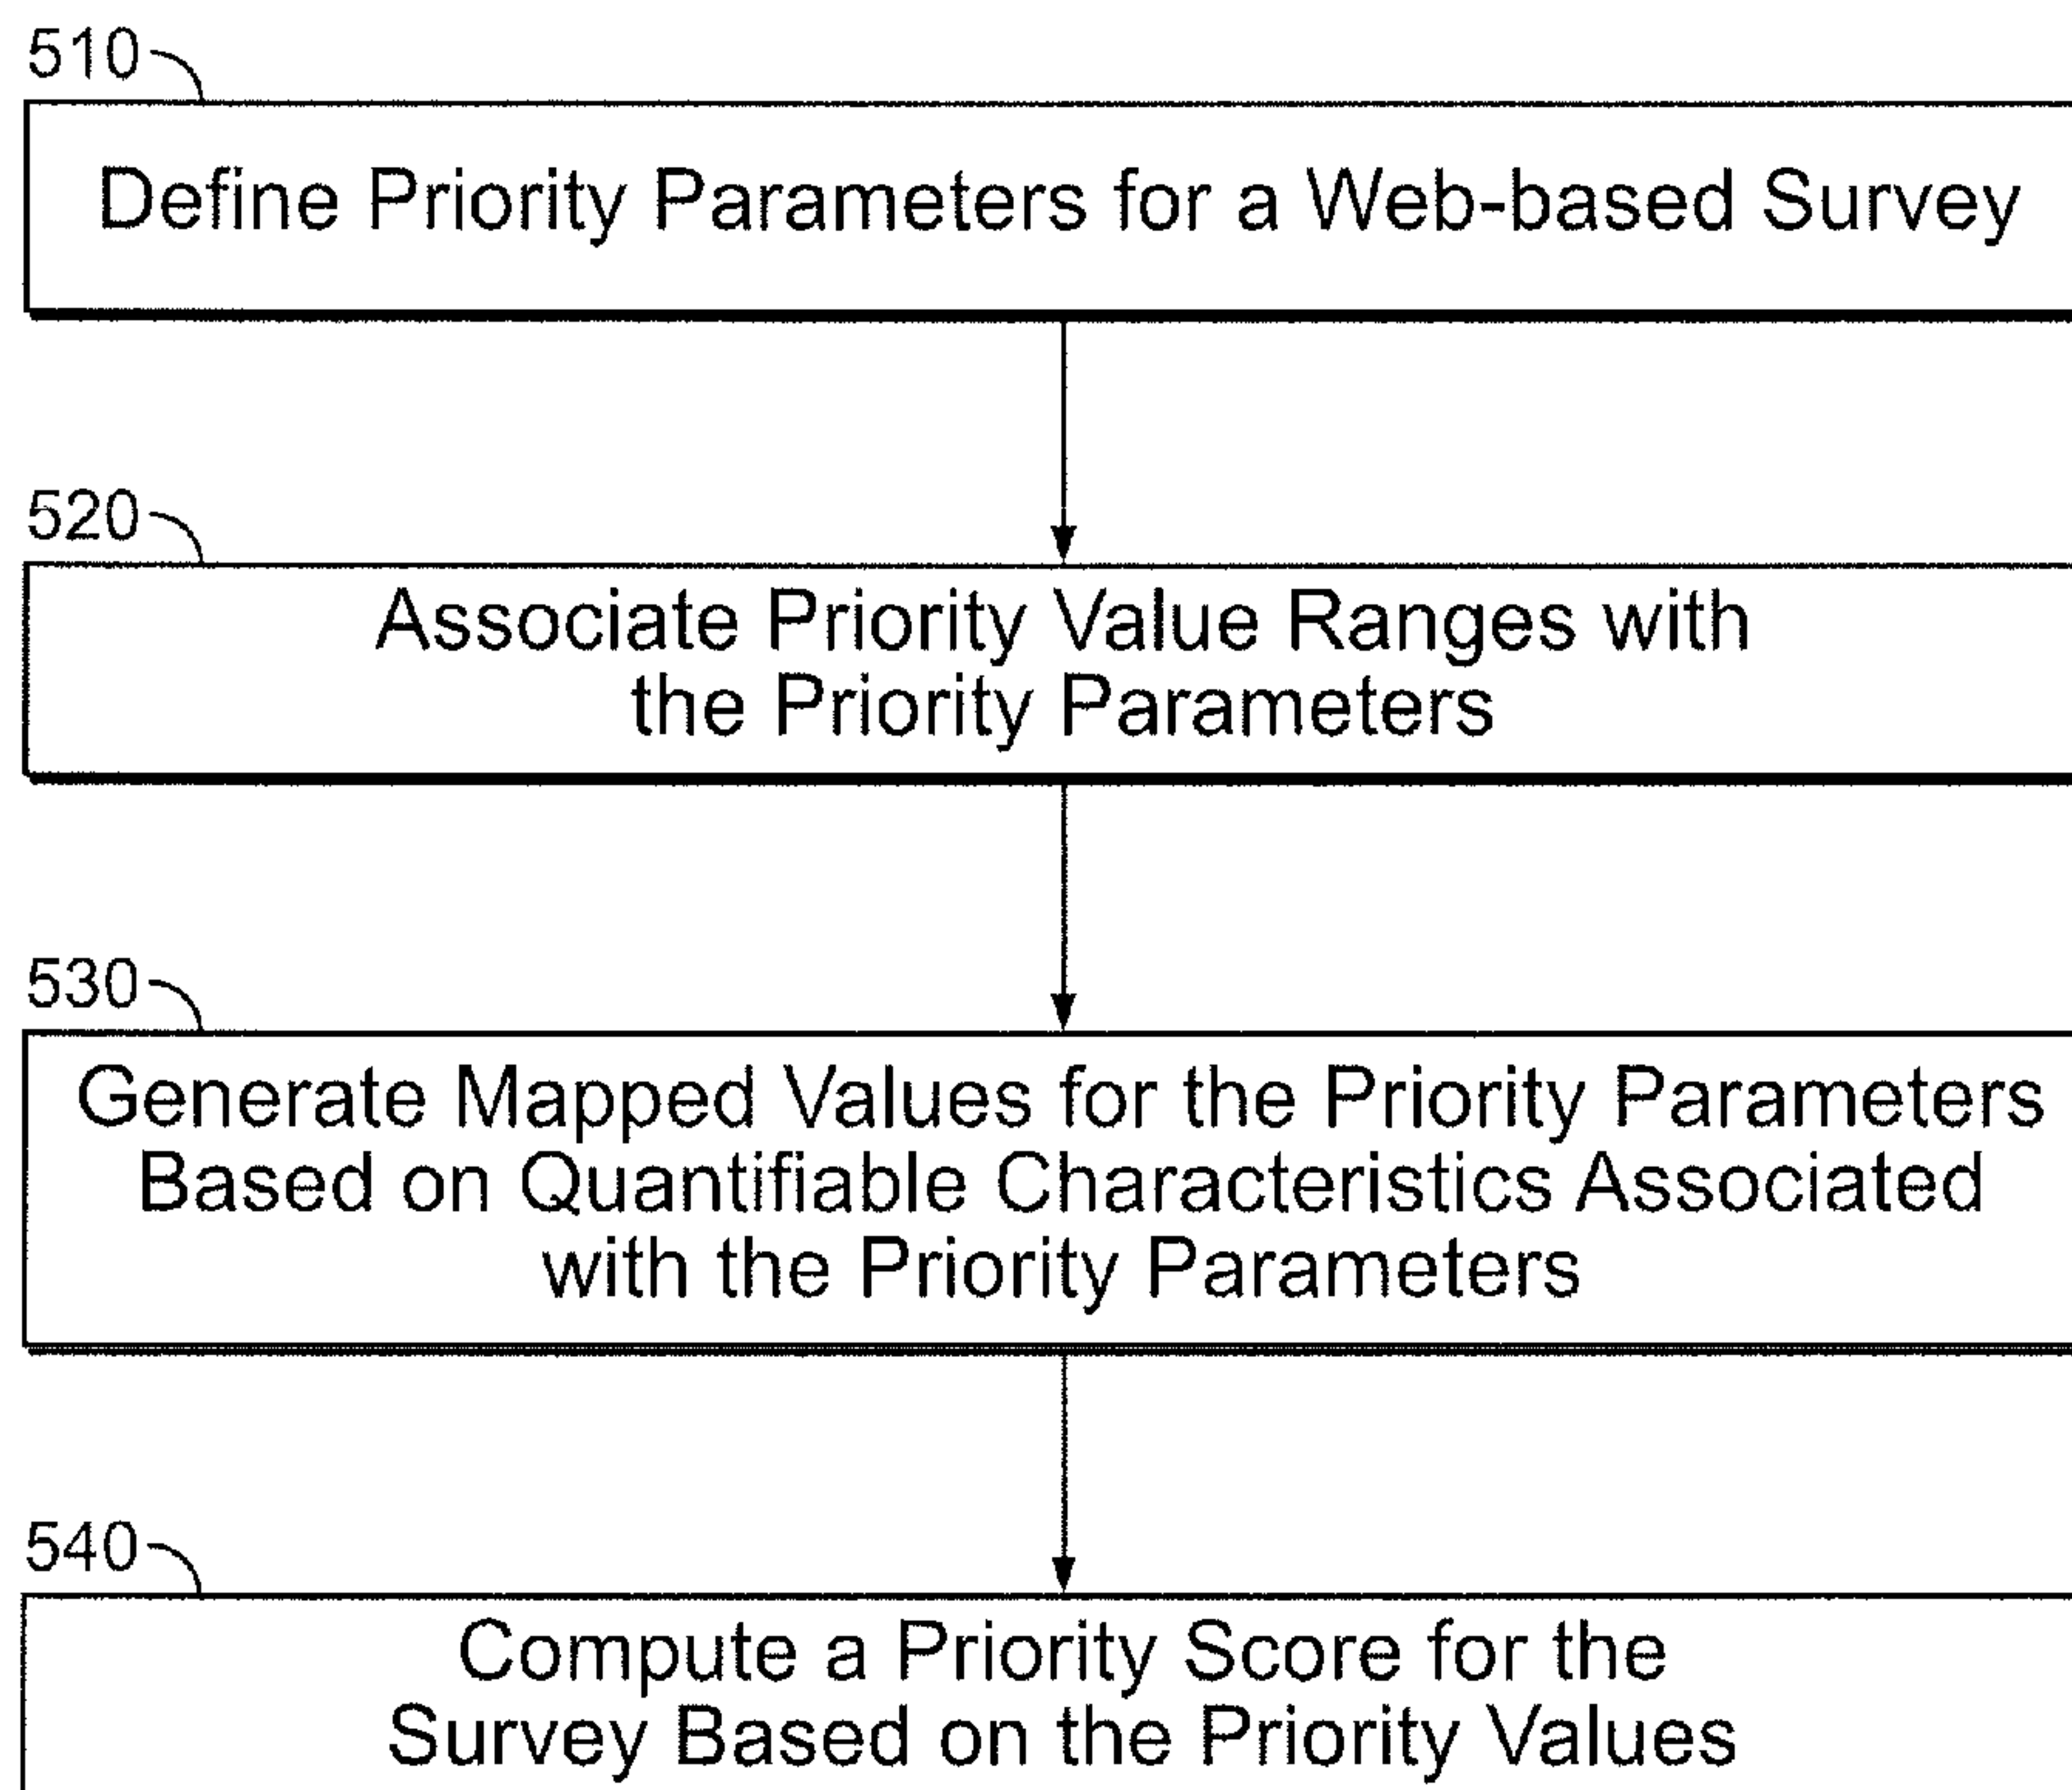 510
Define Priority Parameters for a Web-based Survey
520
Associate Priority Value Ranges with
the Priority Parameters
530
Generate Mapped Values for the Priority Parameters
Based on Quantifiable Characteristics Associated
with the Priority Parameters
540
Compute a Priority Score for the
Survey Based on the Priority Values